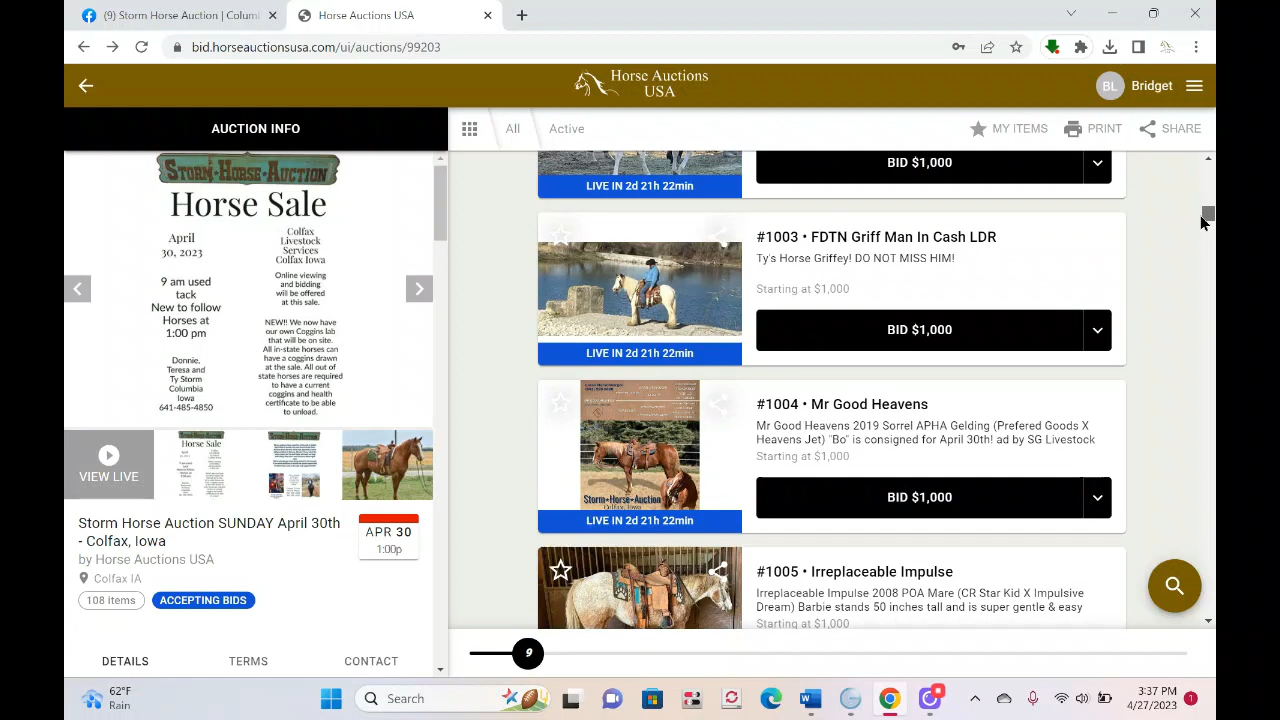 (9) Storm Horse Auction | Columl
Horse Auctions USA
bid.horseauctionsusa.com/ui/auctions/99203
Horse Auctions
USA
BL Bridget
AUCTION INFO
All
Active
MY ITEMS
PRINT
SHARE
STORM-HORSE-AUCTION
Horse Sale
April
30, 2023
9 am used
tack
New to follow
Horses at
1:00 pm
Donnie,
Teresa and
Ty Storm
Columbia
Iowa
641-485-4850
Colfax
Livestock
Services
Colfax Iowa
Online viewing
and bidding
will be offered
at this sale.
NEW!! We now have
our own Coggins lab
that will be on site.
All in-state horses can
have a coggins drawn
at the sale. All out of
state horses are required
to have a current
coggins and health
certificate to be able
to unload.
VIEW LIVE
Horse Sale
Storm Horse Auction SUNDAY April 30th
- Colfax, Iowa
by Horse Auctions USA
Colfax IA
108 items
ACCEPTING BIDS
APR 30
1:00p
DETAILS
TERMS
CONTACT
BID $1,000
LIVE IN 2d 21h 22min
#1003 • FDTN Griff Man In Cash LDR
Ty's Horse Griffey! DO NOT MISS HIM!
Starting at $1,000
BID $1,000
LIVE IN 2d 21h 22min
#1004 • Mr Good Heavens
Mr Good Heavens 2019 Sorrel APHA Gelding (Prefered Goods X
Heavens Jet) `Bo` is consigned for April 30th ad by SG Livestock
Starting at $1,000
BID $1,000
Storm-Horse-Auction
Colfax, Iowa
LIVE IN 2d 21h 22min
#1005 • Irreplaceable Impulse
Irreplaceable Impulse 2018 POA Mare (CR Star Kid X Impulsive
Dream) Barbie stands 50 inches tall and is super gentle & easy
Starting at $1,000
9
62°F
Rain
Search
3:37 PM
4/27/2023
1